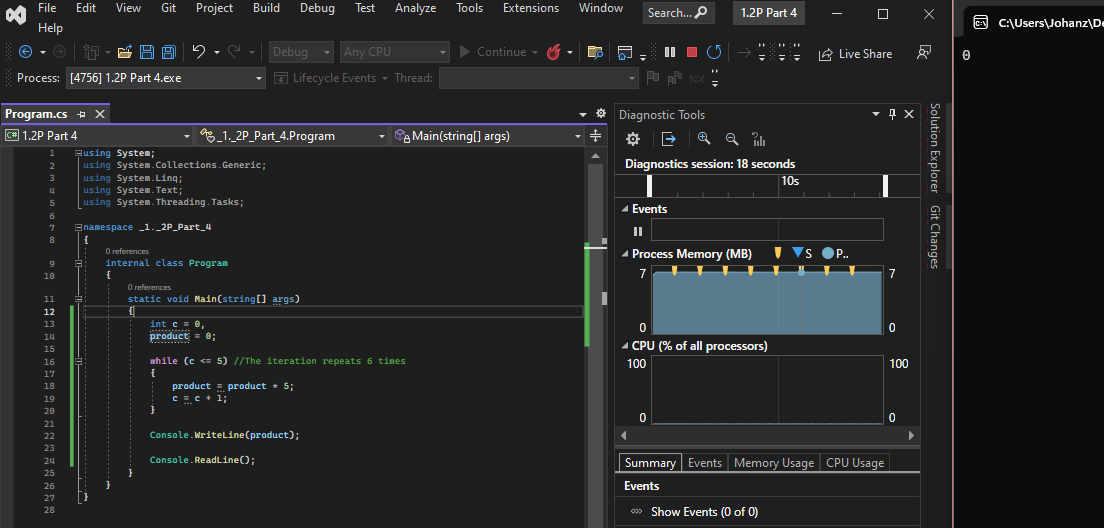 File Edit View Git Project Build Debug Test Analyze Tools Extensions Window Search... 1.2P Part 4
Help
Debug Any CPU Continue Live Share
Process: [4756] 1.2P Part 4.exe Lifecycle Events Thread:
Program.cs
C# 1.2P Part 4 _1._2P_Part_4.Program Main(string[] args)
1 using System;
2 using System.Collections.Generic;
3 using System.Linq;
4 using System.Text;
5 using System.Threading.Tasks;
6
7 namespace _1._2P_Part_4
8 {
0 references
9 internal class Program
10 {
0 references
11 static void Main(string[] args)
12 {
13 int c = 0,
14 product = 0;
15
16 while (c <= 5) //The iteration repeats 6 times
17 {
18 product = product * 5;
19 c = c + 1;
20 }
21
22 Console.WriteLine(product);
23
24 Console.ReadLine();
25 }
26 }
27 }
28
Diagnostic Tools
Diagnostics session: 18 seconds
10s
Events
Process Memory (MB) S P..
7 7
0 0
CPU (% of all processors)
100 100
0 0
Summary Events Memory Usage CPU Usage
Events
Show Events (0 of 0)
Solution Explorer
Git Changes
C:\Users\Johanz\De
0